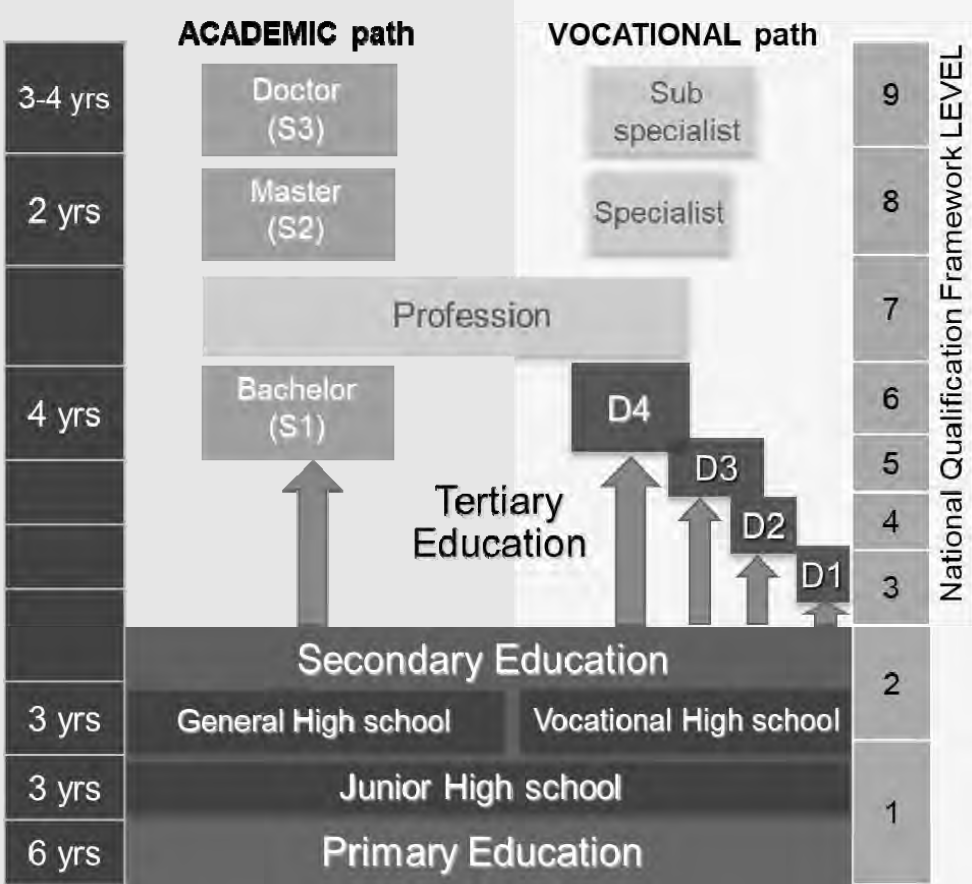 ACADEMIC path
VOCATIONAL path
3-4 yrs
Doctor
(S3)
Sub
specialist
9
2 yrs
Master
(S2)
Specialist
8
Profession
7
4 yrs
Bachelor
(S1)
D4
6
D3
5
Tertiary
Education
D2
4
D1
3
National Qualification Framework LEVEL
Secondary Education
2
3 yrs
General High school
Vocational High school
3 yrs
Junior High school
1
6 yrs
Primary Education